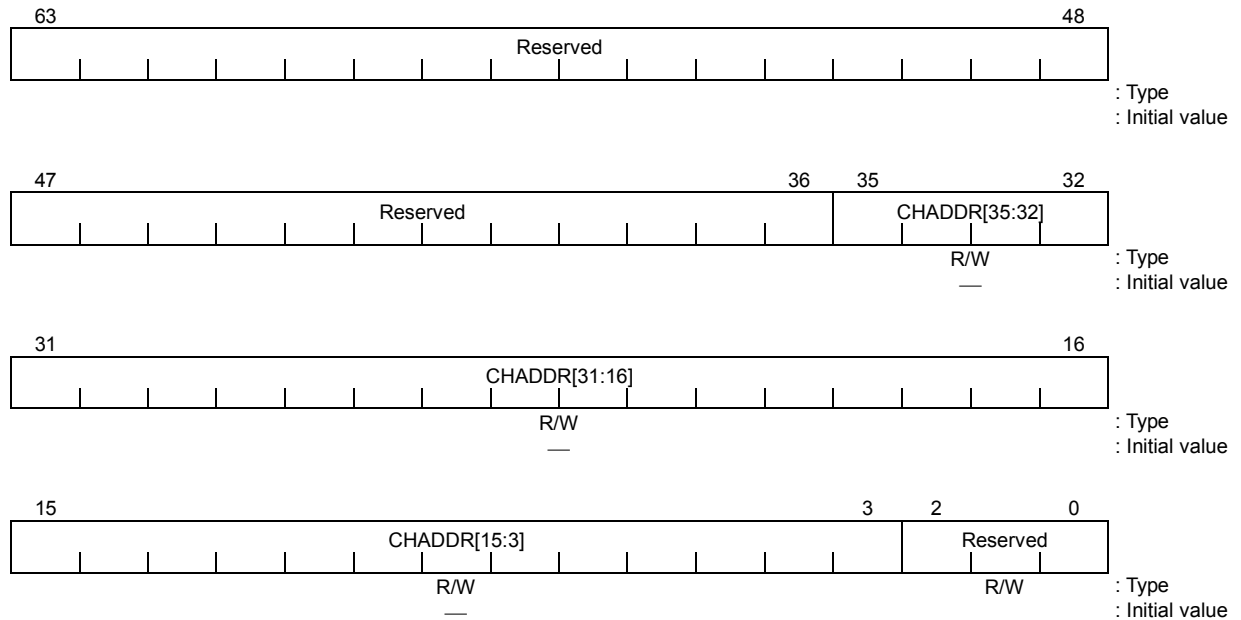 63 48
Reserved
: Type
: Initial value
47 36 35 32
Reserved CHADDR[35:32]
R/W : Type
— : Initial value
31 16
CHADDR[31:16]
R/W : Type
— : Initial value
15 3 2 0
CHADDR[15:3] Reserved
R/W R/W : Type
— : Initial value